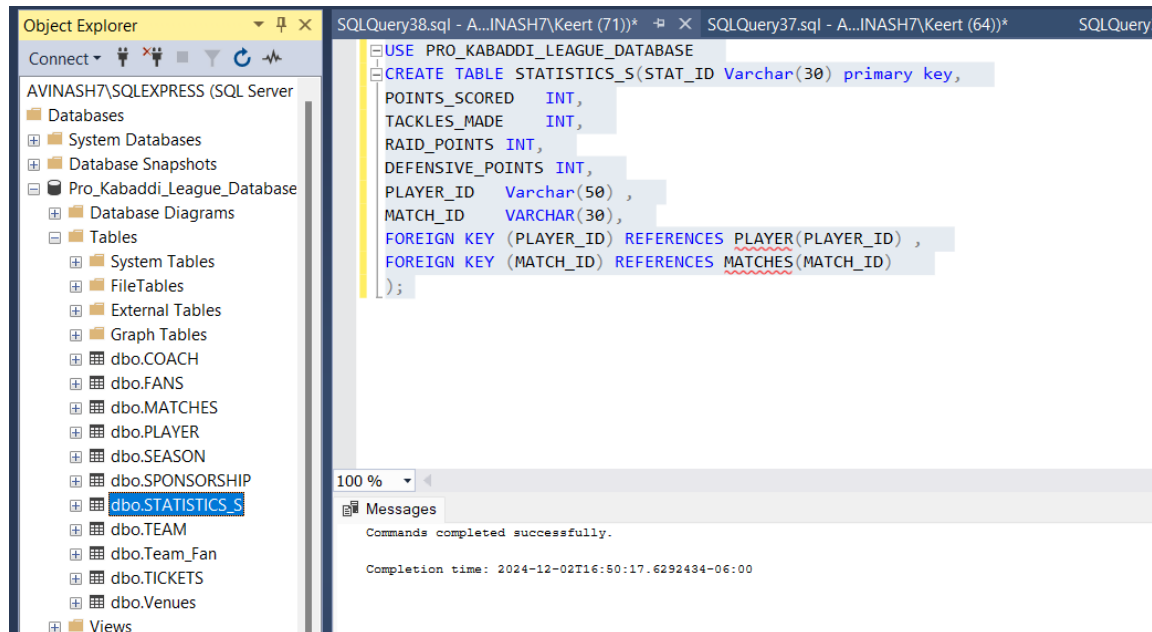 Object Explorer
Connect
AVINASH7\SQLEXPRESS (SQL Server
Databases
System Databases
Database Snapshots
Pro_Kabaddi_League_Database
Database Diagrams
Tables
System Tables
FileTables
External Tables
Graph Tables
dbo.COACH
dbo.FANS
dbo.MATCHES
dbo.PLAYER
dbo.SEASON
dbo.SPONSORSHIP
dbo.STATISTICS_S
dbo.TEAM
dbo.Team_Fan
dbo.TICKETS
dbo.Venues
Views
SQLQuery38.sql - A...INASH7\Keert (71))* SQLQuery37.sql - A...INASH7\Keert (64))* SQLQuery
USE PRO_KABADDI_LEAGUE_DATABASE
CREATE TABLE STATISTICS_S(STAT_ID Varchar(30) primary key,
POINTS_SCORED INT,
TACKLES_MADE INT,
RAID_POINTS INT,
DEFENSIVE_POINTS INT,
PLAYER_ID Varchar(50) ,
MATCH_ID VARCHAR(30),
FOREIGN KEY (PLAYER_ID) REFERENCES PLAYER(PLAYER_ID) ,
FOREIGN KEY (MATCH_ID) REFERENCES MATCHES(MATCH_ID)
);
100 %
Messages
Commands completed successfully.
Completion time: 2024-12-02T16:50:17.6292434-06:00